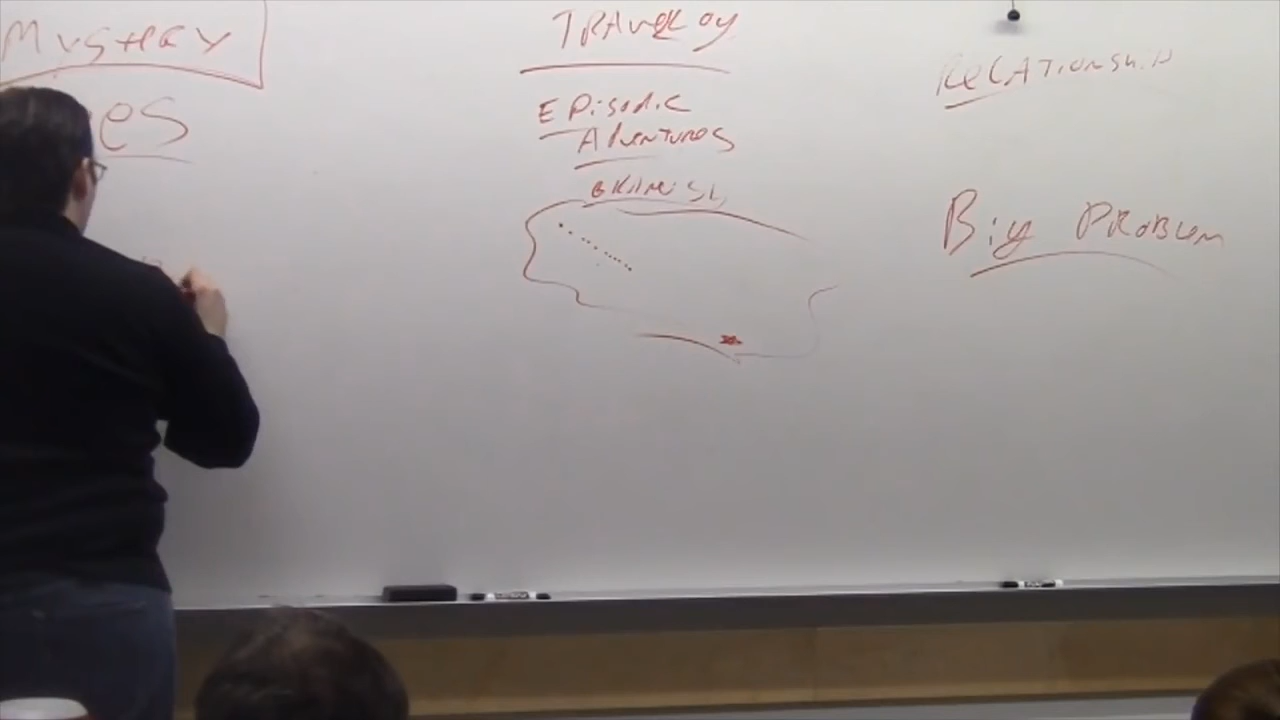 Mystery
TRAveLog
RELATIONShip
es
EPisodic
ADventures
Big PROBLEM